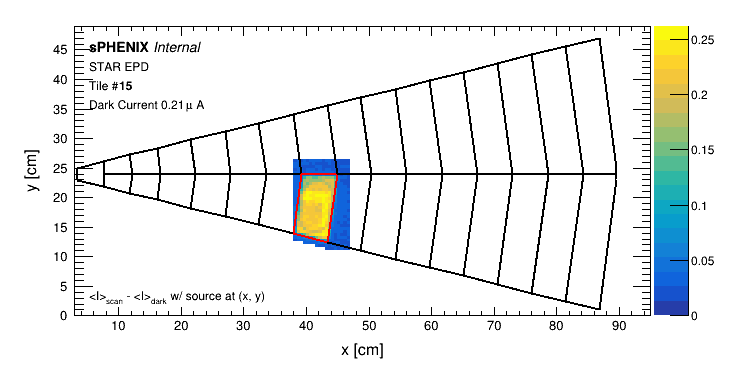 sPHENIX Internal
STAR EPD
Tile #15
Dark Current 0.21 μ A
<I>scan - <I>dark w/ source at (x, y)
y [cm]
45
40
35
30
25
20
15
10
5
0
10 20 30 40 50 60 70 80 90
x [cm]
0.25
0.2
0.15
0.1
0.05
0